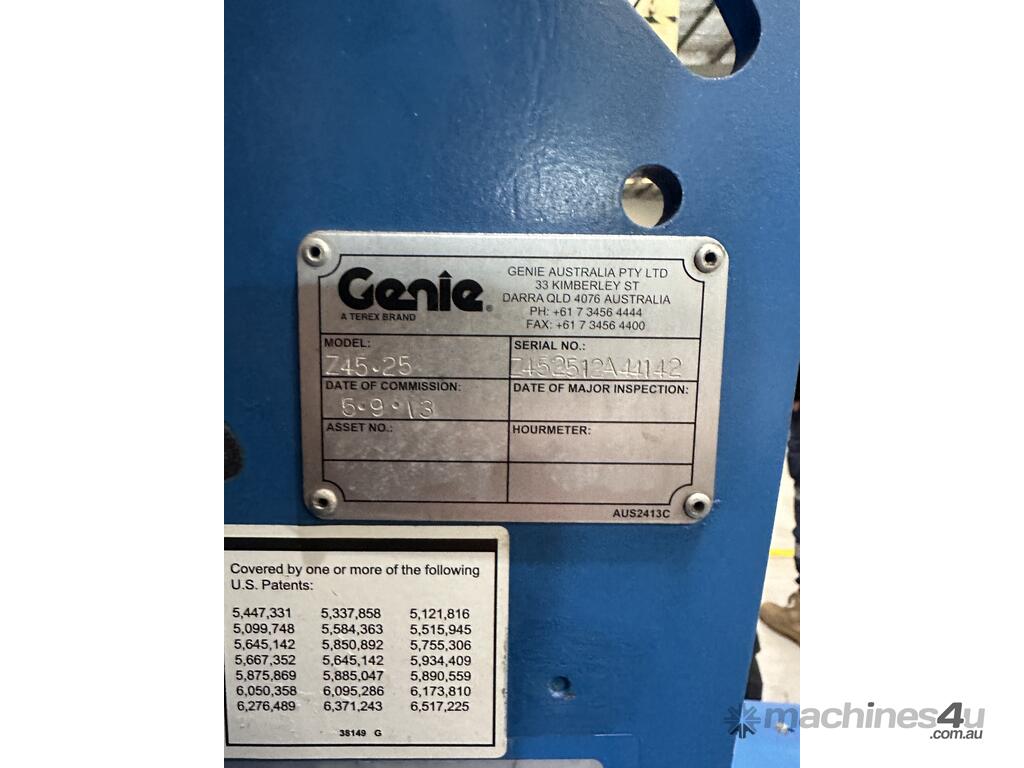 Genie®
A TEREX BRAND
GENIE AUSTRALIA PTY LTD
33 KIMBERLEY ST
DARRA QLD 4076 AUSTRALIA
PH: +61 7 3456 4444
FAX: +61 7 3456 4400
MODEL:
Z45•25
SERIAL NO.:
Z452512A44142
DATE OF COMMISSION:
5•9•13
DATE OF MAJOR INSPECTION:
ASSET NO.:
HOURMETER:
AUS2413C
Covered by one or more of the following
U.S. Patents:
5,447,331 5,337,858 5,121,816
5,099,748 5,584,363 5,515,945
5,645,142 5,850,892 5,755,306
5,667,352 5,645,142 5,934,409
5,875,869 5,885,047 5,890,559
6,050,358 6,095,286 6,173,810
6,276,489 6,371,243 6,517,225
38149 G
machines4u
.com.au